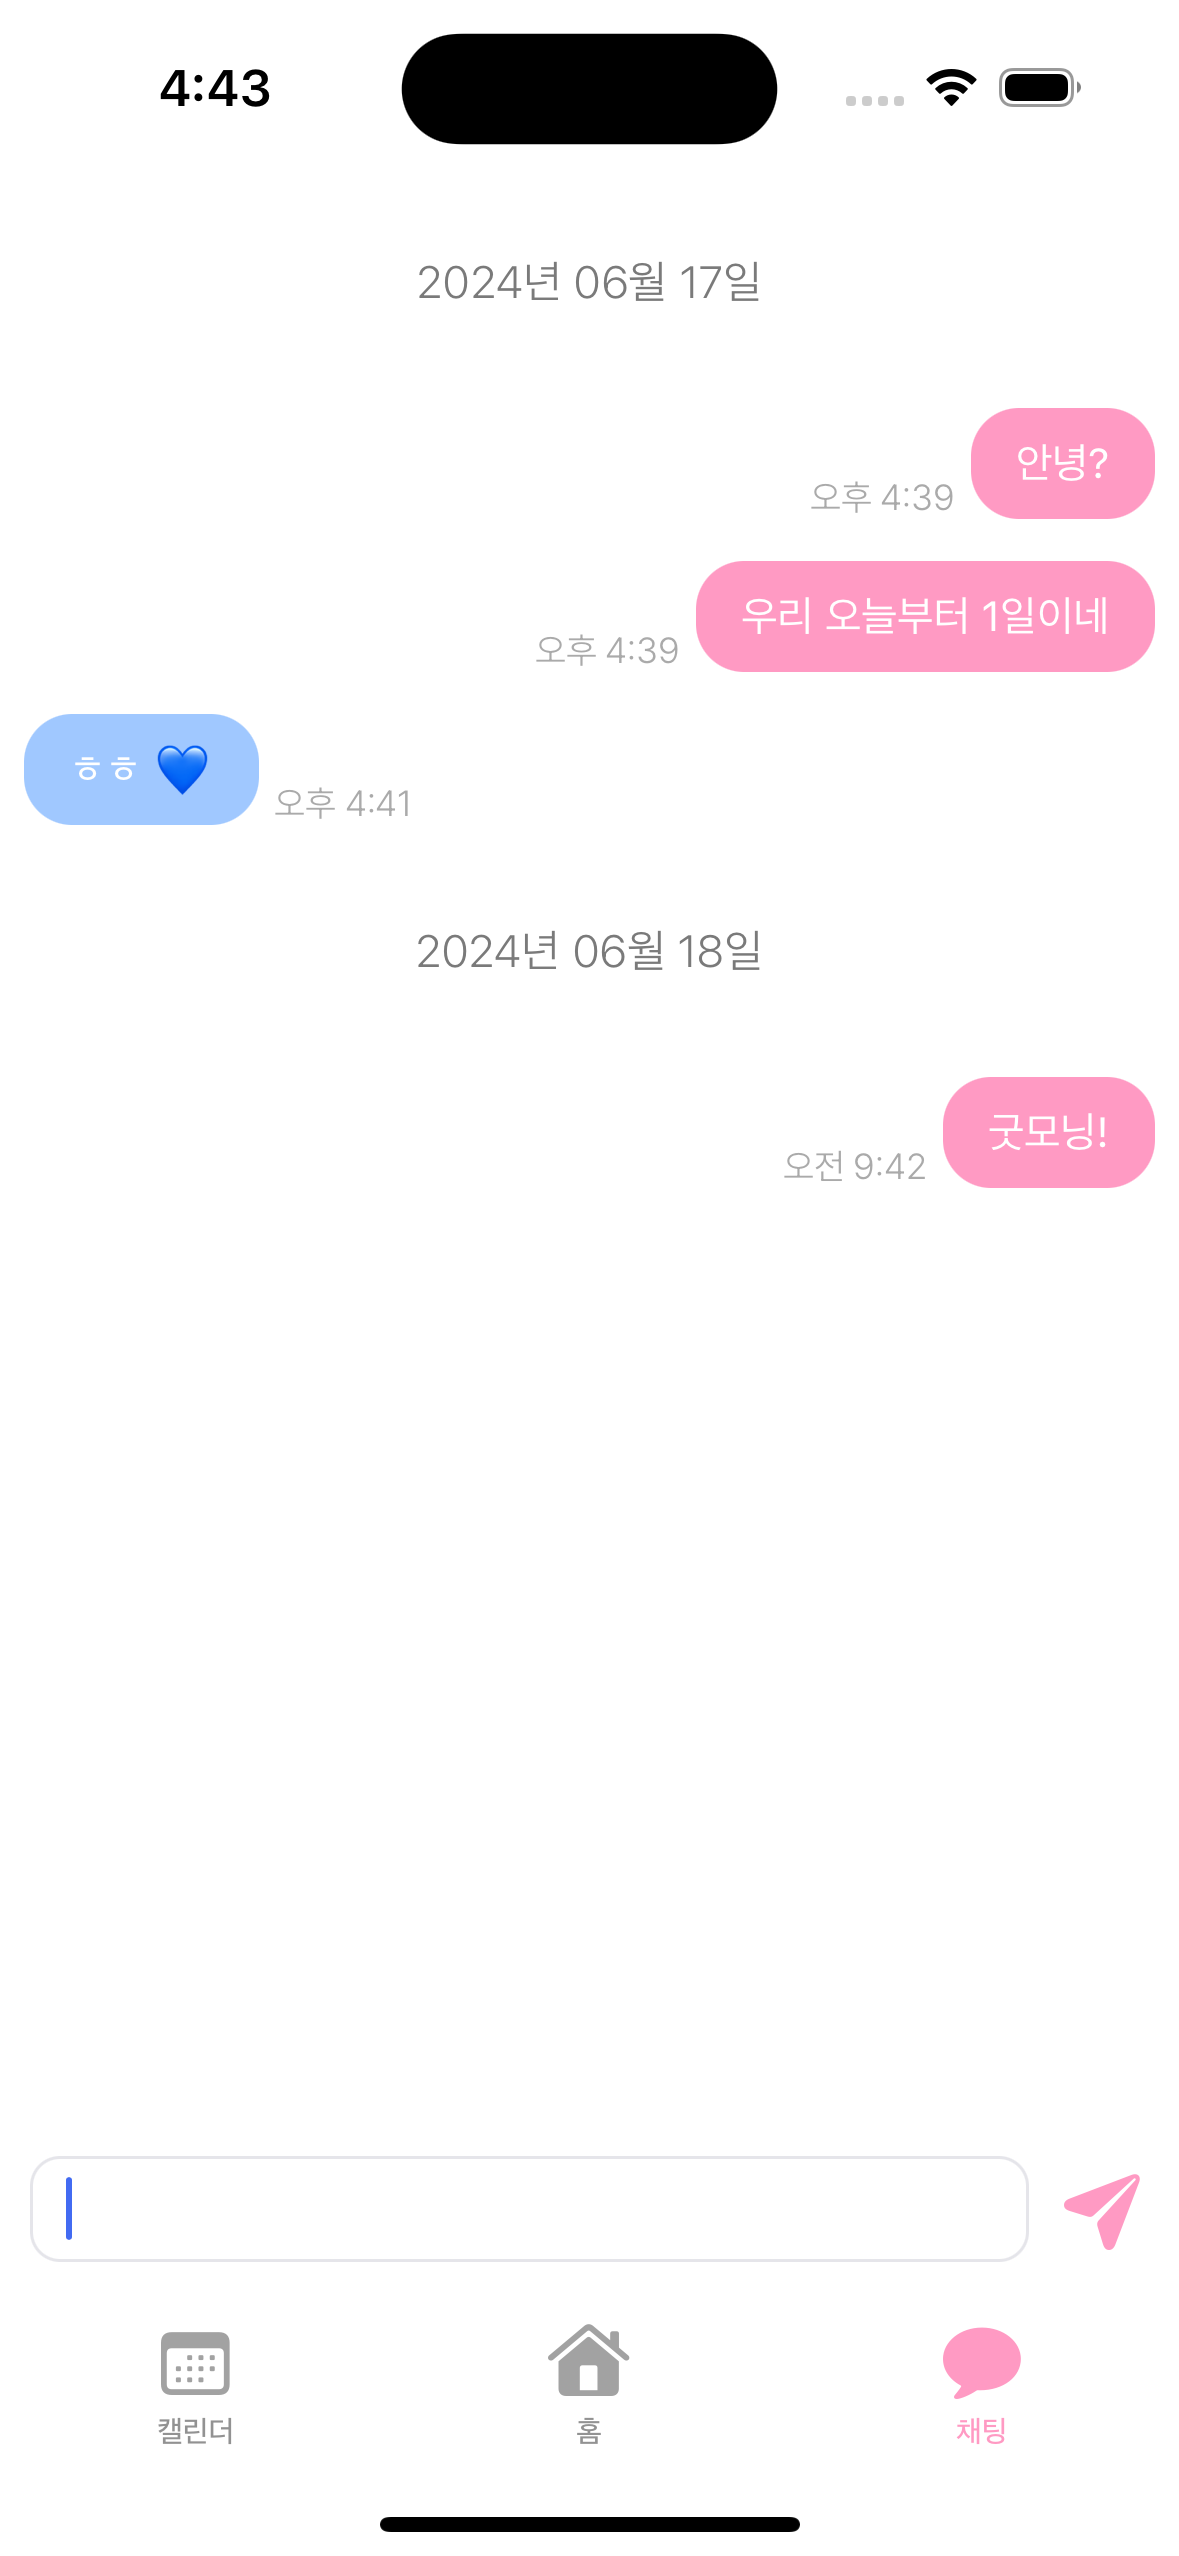 4:43
2024년 06월 17일
안녕?
오후 4:39
우리 오늘부터 1일이네
오후 4:39
ㅎㅎ 💙
오후 4:41
2024년 06월 18일
굿모닝!
오전 9:42
캘린더
홈
채팅